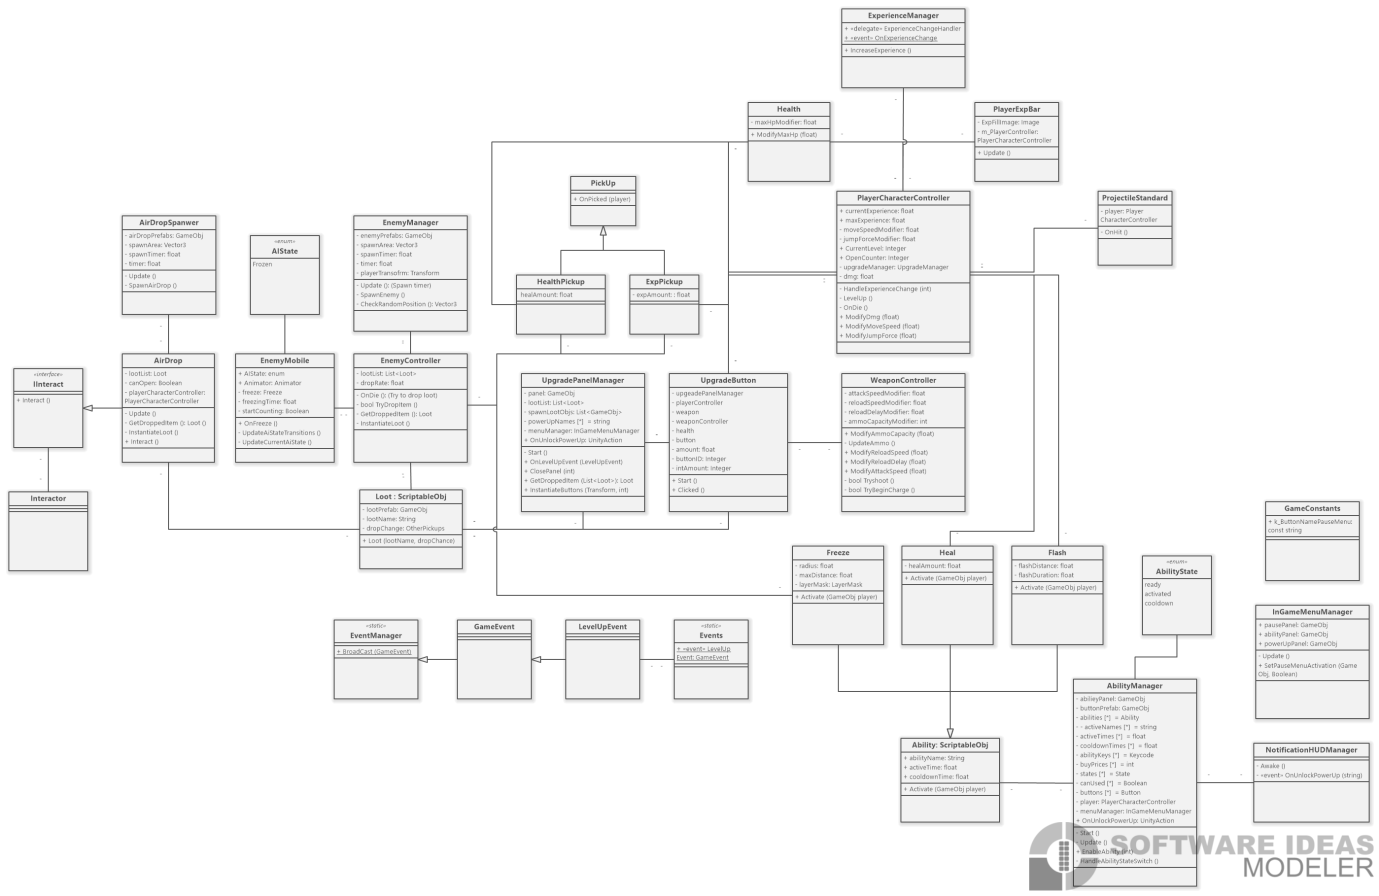 ExperienceManager
+ «delegate» ExperienceChangeHandler
+ «event» OnExperienceChange
+ IncreaseExperience ()
Health
- maxHpModifier: float
+ ModifyMaxHp (float)
PlayerExpBar
- ExpFillImage: Image
- m_PlayerController:
PlayerCharacterController
+ Update ()
PickUp
+ OnPicked (player)
PlayerCharacterController
+ currentExperience: float
+ maxExperience: float
- moveSpeedModifier: float
- jumpForceModifier: float
+ CurrentLevel: Integer
+ OpenCounter: Integer
- upgradeManager: UpgradeManager
- dmg: float
- HandleExperienceChange (int)
- LevelUp ()
- OnDie ()
+ ModifyDmg (float)
+ ModifyMoveSpeed (float)
+ ModifyJumpForce (float)
ProjectileStandard
- player: Player
CharacterController
- OnHit ()
AirDropSpanwer
- airDropPrefabs: GameObj
- spawnArea: Vector3
- spawnTimer: float
- timer: float
- Update ()
- SpawnAirDrop ()
«enum»
AIState
Frozen
EnemyManager
- enemyPrefabs: GameObj
- spawnArea: Vector3
- spawnTimer: float
- timer: float
- playerTransofrm: Transform
- Update (): (Spawn timer)
- SpawnEnemy ()
- CheckRandomPosition (): Vector3
HealthPickup
healAmount: float
ExpPickup
- expAmount: : float
«interface»
IInteract
+ Interact ()
AirDrop
- lootList: Loot
- canOpen: Boolean
- playerCharacterController:
PlayerCharacterController
- Update ()
- GetDroppedItem (): Loot ()
- InstantiateLoot ()
+ Interact ()
EnemyMobile
+ AIState: enum
+ Animator: Animator
- freeze: Freeze
- freezingTime: float
- startCounting: Boolean
+ OnFreeze ()
- UpdateAiStateTransitions ()
- UpdateCurrentAiState ()
EnemyController
- lootList: List<Loot>
- dropRate: float
- OnDie (): (Try to drop loot)
- bool TryDropItem ()
- GetDroppedItem (): Loot
- InstantiateLoot ()
UpgradePanelManager
- panel: GameObj
- lootList: List<Loot>
- spawnLootObjs: List<GameObj>
- powerUpNames [*] = string
- menuManager: InGameMenuManager
+ OnUnlockPowerUp: UnityAction
- Start ()
+ OnLevelUpEvent (LevelUpEvent)
+ ClosePanel (int)
+ GetDroppedItem (List<Loot>): Loot
+ InstantiateButtons (Transform, int)
UpgradeButton
- upgeadePanelManager
- playerController
- weapon
- weaponController
- health
- button
- amount: float
- buttonID: Integer
- intAmount: Integer
+ Start ()
+ Clicked ()
WeaponController
- attackSpeedModifier: float
- reloadSpeedModifier: float
- reloadDelayModifier: float
- ammoCapacityModifier: int
+ ModifyAmmoCapacity (float)
- UpdateAmmo ()
+ ModifyReloadSpeed (float)
+ ModifyReloadDelay (float)
+ ModifyAttackSpeed (float)
- bool Tryshoot ()
- bool TryBeginCharge ()
Interactor
Loot : ScriptableObj
- lootPrefab: GameObj
- lootName: String
- dropChange: OtherPickups
+ Loot (lootName, dropChance)
Freeze
- radius: float
- maxDistance: float
- layerMask: LayerMask
+ Activate (GameObj player)
Heal
- healAmount: float
+ Activate (GameObj player)
Flash
- flashDistance: float
- flashDuration: float
+ Activate (GameObj player)
GameConstants
+ k_ButtonNamePauseMenu:
const string
«enum»
AbilityState
ready
activated
cooldown
«static»
EventManager
+ BroadCast (GameEvent)
GameEvent
LevelUpEvent
«static»
Events
+ «event» LevelUp
Event: GameEvent
InGameMenuManager
+ pausePanel: GameObj
+ abilityPanel: GameObj
+ powerUpPanel: GameObj
- Update ()
+ SetPauseMenuActivation (Game
Obj, Boolean)
Ability: ScriptableObj
+ abilityName: String
+ activeTime: float
+ cooldownTime: float
+ Activate (GameObj player)
AbilityManager
- abilieyPanel: GameObj
- buttonPrefab: GameObj
- abilities [*] = Ability
- - activeNames [*] = string
- activeTimes [*] = float
- cooldownTimes [*] = float
- abilityKeys [*] = Keycode
- buyPrices [*] = int
- states [*] = State
- canUsed [*] = Boolean
- buttons [*] = Button
- player: PlayerCharacterController
- menuManager: InGameMenuManager
+ OnUnlockPowerUp: UnityAction
- Start ()
- Update ()
+ EnableAbility (int)
- HandleAbilityStateSwitch ()
NotificationHUDManager
- Awake ()
- «event» OnUnlockPowerUp (string)
SOFTWARE IDEAS
MODELER